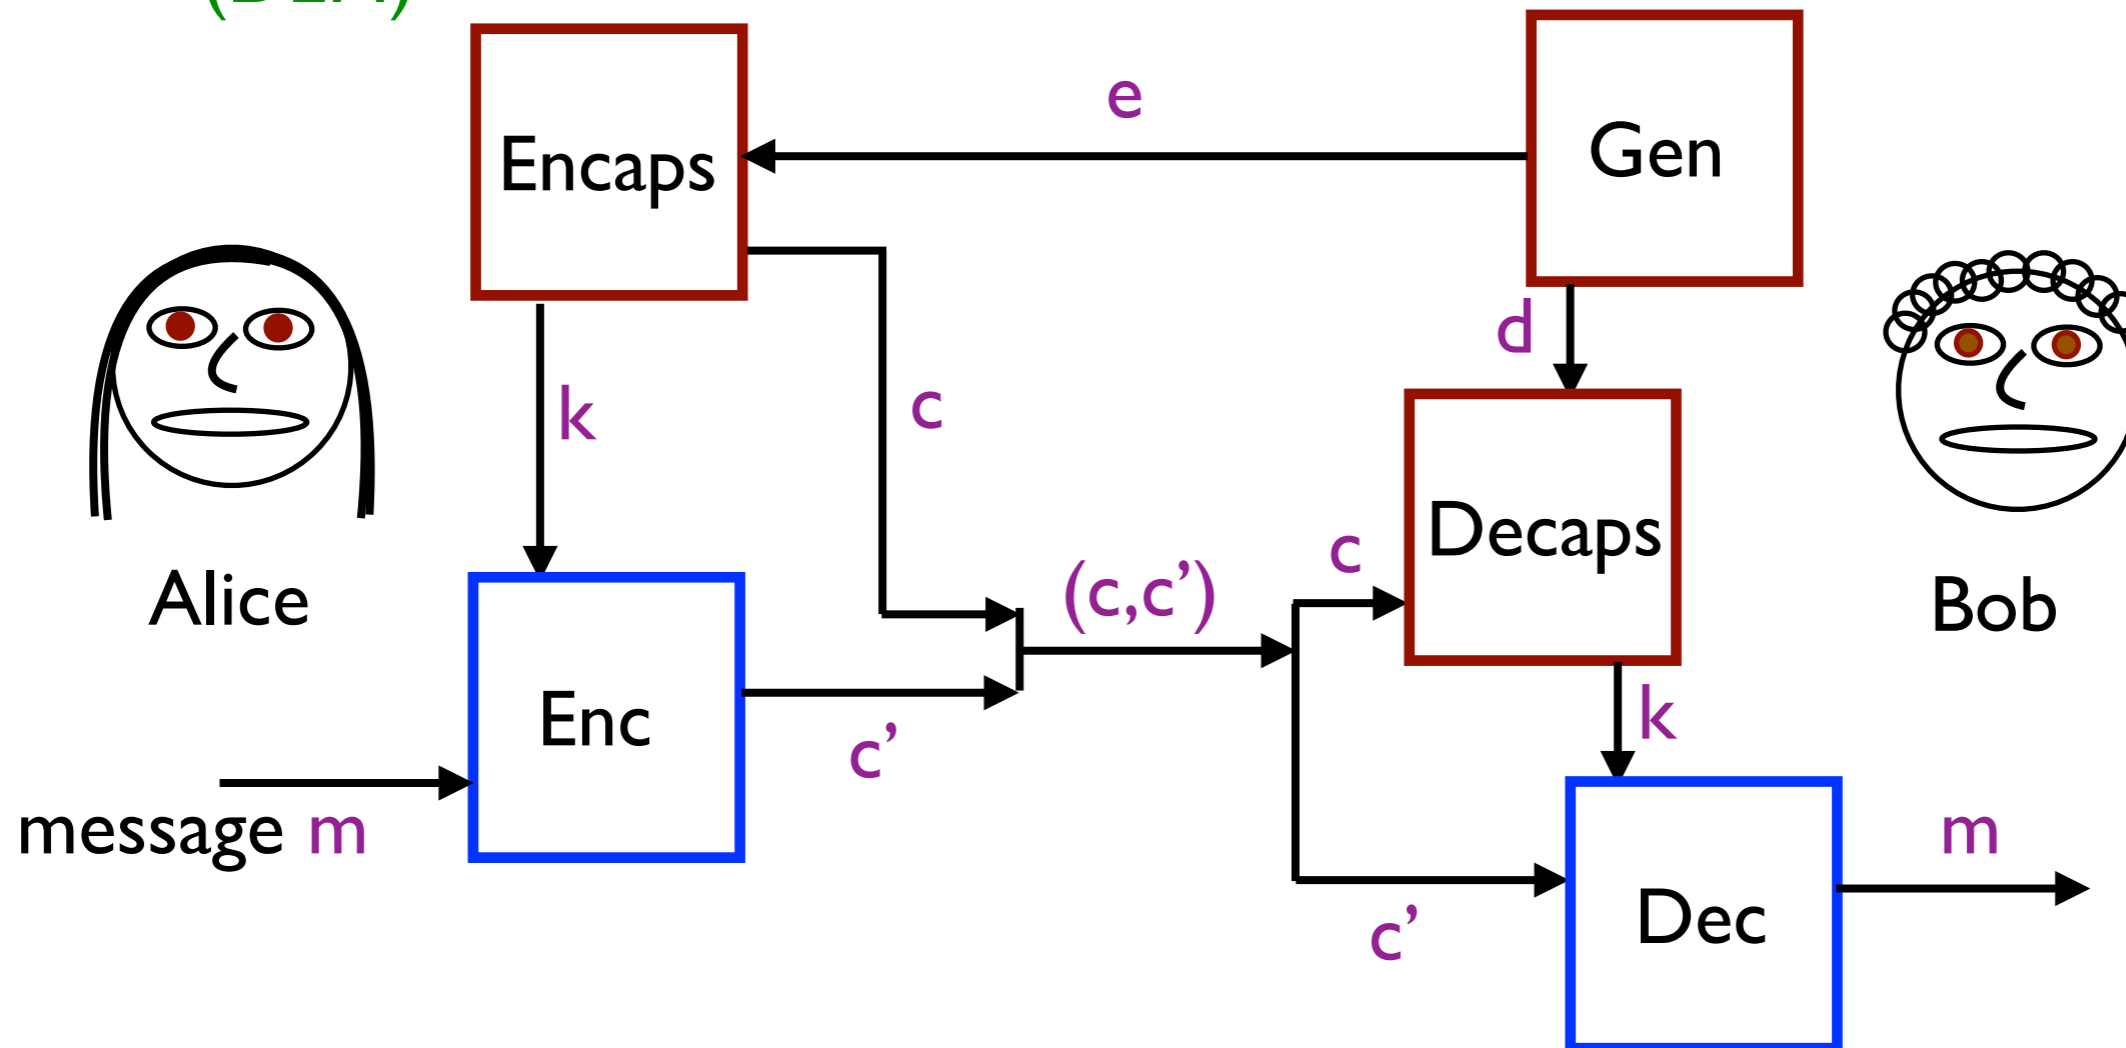 e
Encaps
Gen
d
k
c
Decaps
c
(c,c’)
Alice
Bob
Enc
k
c’
message m
m
Dec
c’